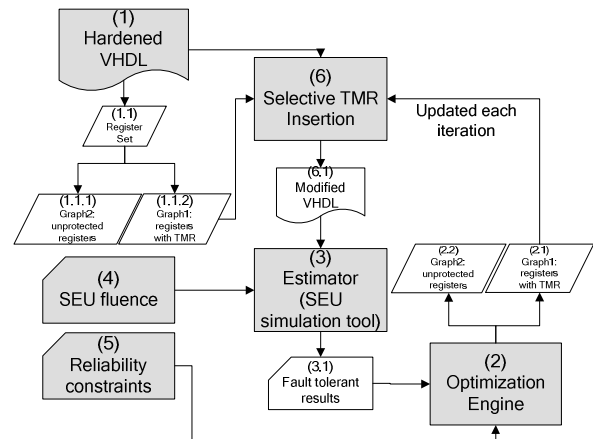 (1)
Hardened
VHDL
(1.1)
Register
Set
(1.1.1)
Graph2:
unprotected
registers
(1.1.2)
Graph1:
registers
with TMR
(6)
Selective TMR
Insertion
Updated each
iteration
(6.1)
Modified
VHDL
(4)
SEU fluence
(3)
Estimator
(SEU
simulation tool)
(2.2)
Graph2:
unprotected
registers
(2.1)
Graph1:
registers
with TMR
(5)
Reliability
constraints
(3.1)
Fault tolerant
results
(2)
Optimization
Engine